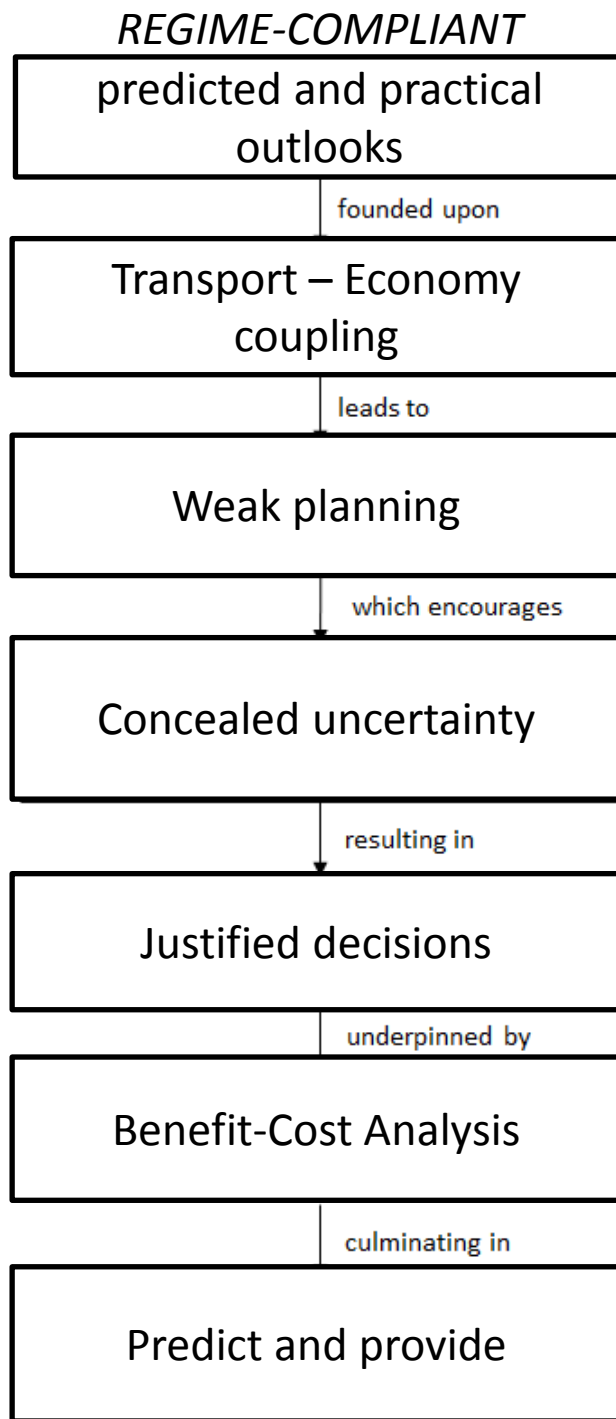 REGIME-COMPLIANT
predicted and practical
outlooks
founded upon
Transport – Economy
coupling
leads to
Weak planning
which encourages
Concealed uncertainty
resulting in
Justified decisions
underpinned by
Benefit-Cost Analysis
culminating in
Predict and provide